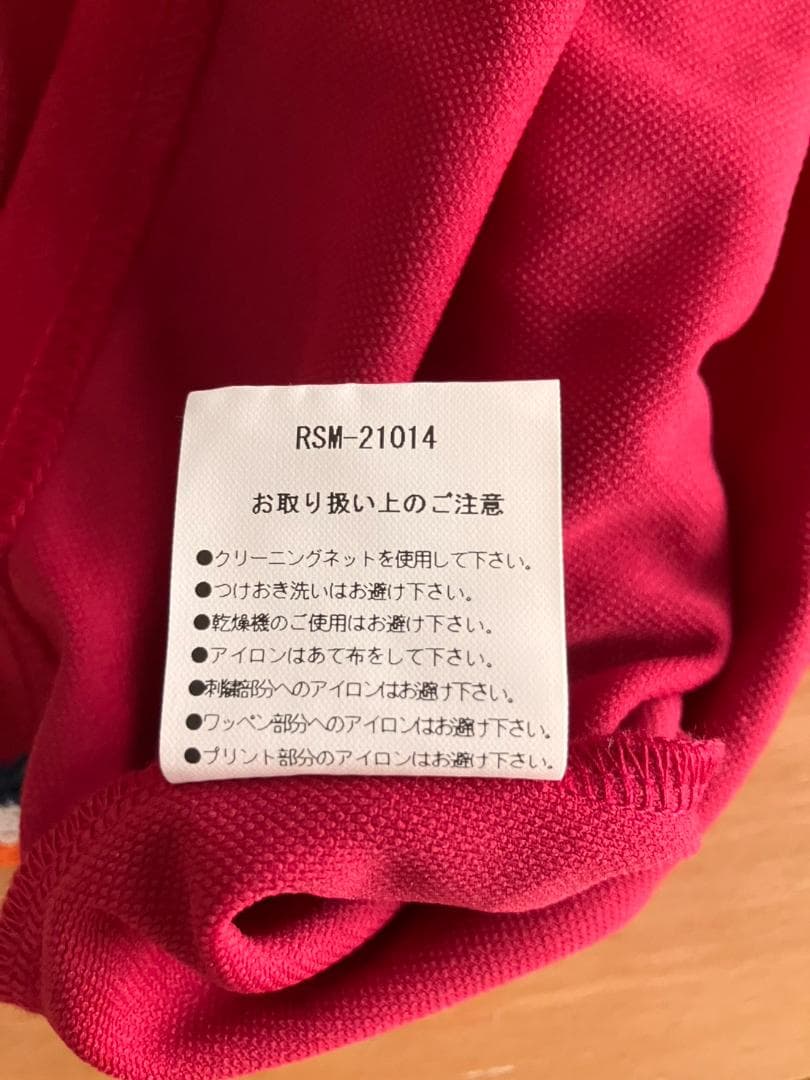 RSM-21014
お取り扱い上のご注意
●クリーニングネットを使用して下さい。
●つけおき洗いはお避け下さい。
●乾燥機のご使用はお避け下さい。
●アイロンはあて布をして下さい。
●刺繍部分へのアイロンはお避け下さい。
●ワッペン部分へのアイロンはお避け下さい。
●プリント部分のアイロンはお避け下さい。